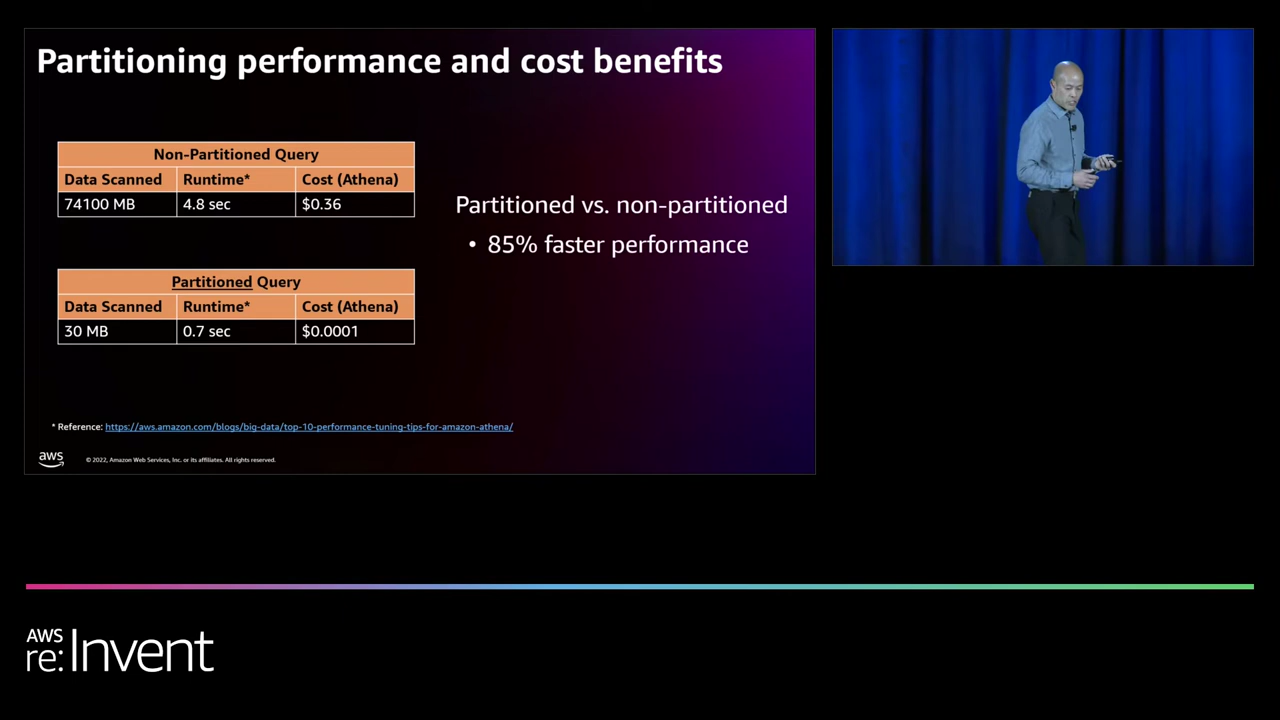 Partitioning performance and cost benefits
Non-Partitioned Query
Data Scanned Runtime* Cost (Athena)
74100 MB 4.8 sec $0.36
Partitioned Query
Data Scanned Runtime* Cost (Athena)
30 MB 0.7 sec $0.0001
Partitioned vs. non-partitioned
• 85% faster performance
* Reference: https://aws.amazon.com/blogs/big-data/top-10-performance-tuning-tips-for-amazon-athena/
aws
© 2022, Amazon Web Services, Inc. or its affiliates. All rights reserved.
AWS
re:Invent